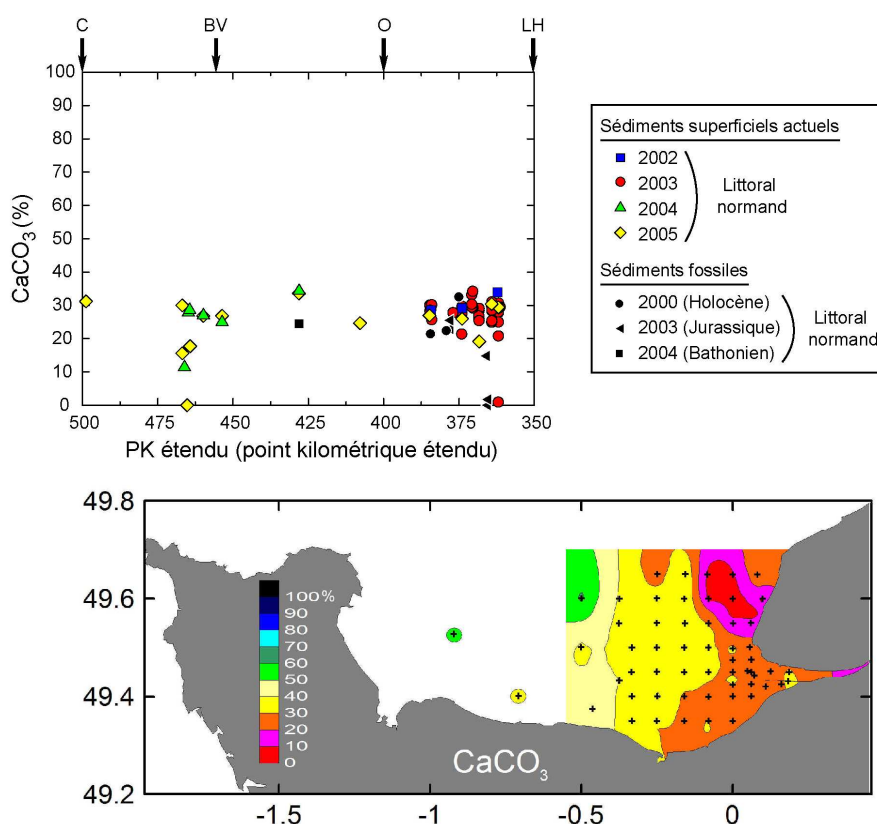 C BV O LH
100
90
80
70
60
50
40
30
20
10
0
CaCO3 (%)
500 475 450 425 400 375 350
PK étendu (point kilométrique étendu)
Sédiments superficiels actuels
2002
2003
2004
2005
Littoral
normand
Sédiments fossiles
2000 (Holocène)
2003 (Jurassique)
2004 (Bathonien)
Littoral
normand
49.8
49.6
49.4
49.2
100%
90
80
70
60
50
40
30
20
10
0
CaCO3
-1.5 -1 -0.5 0